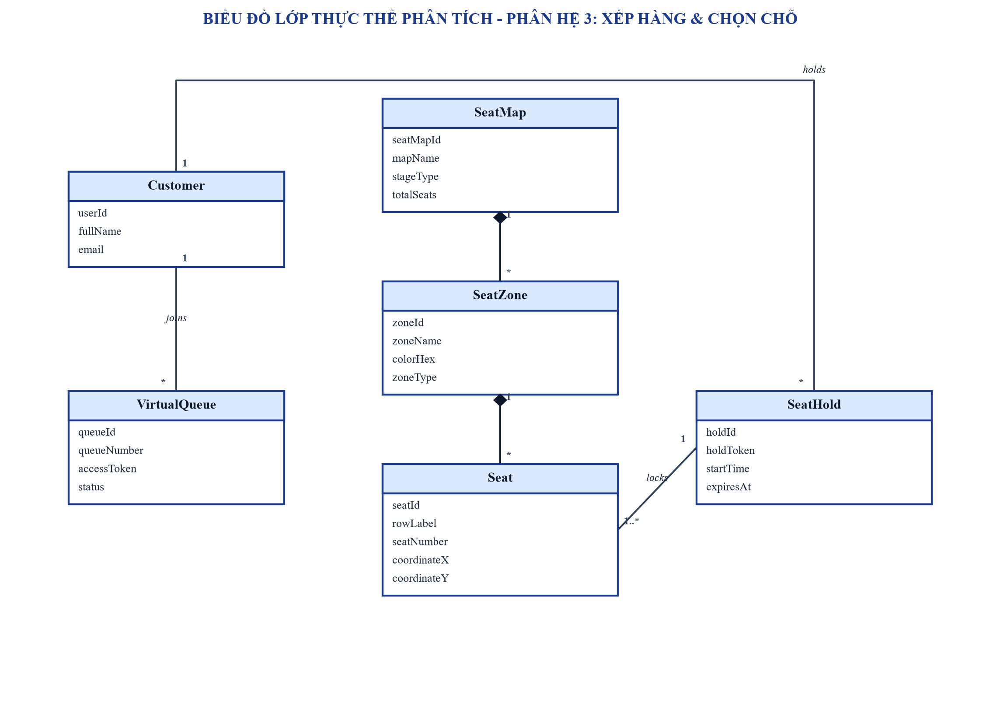 BIỂU ĐỒ LỚP THỰC THỂ PHÂN TÍCH - PHÂN HỆ 3: XẾP HÀNG & CHỌN CHỖ
holds
SeatMap
seatMapId
mapName
stageType
totalSeats
1
*
1
Customer
userId
fullName
email
1
joins
*
SeatZone
zoneId
zoneName
colorHex
zoneType
1
*
VirtualQueue
queueId
queueNumber
accessToken
status
Seat
seatId
rowLabel
seatNumber
coordinateX
coordinateY
*
SeatHold
holdId
holdToken
startTime
expiresAt
1
locks
1..*